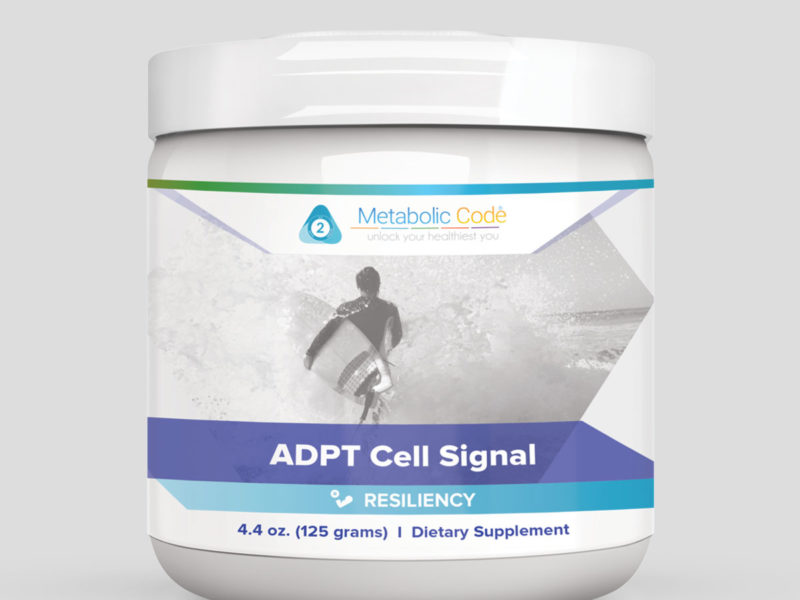 2
Metabolic Code®
unlock your healthiest you
ADPT Cell Signal
RESILIENCY
4.4 oz. (125 grams) I Dietary Supplement